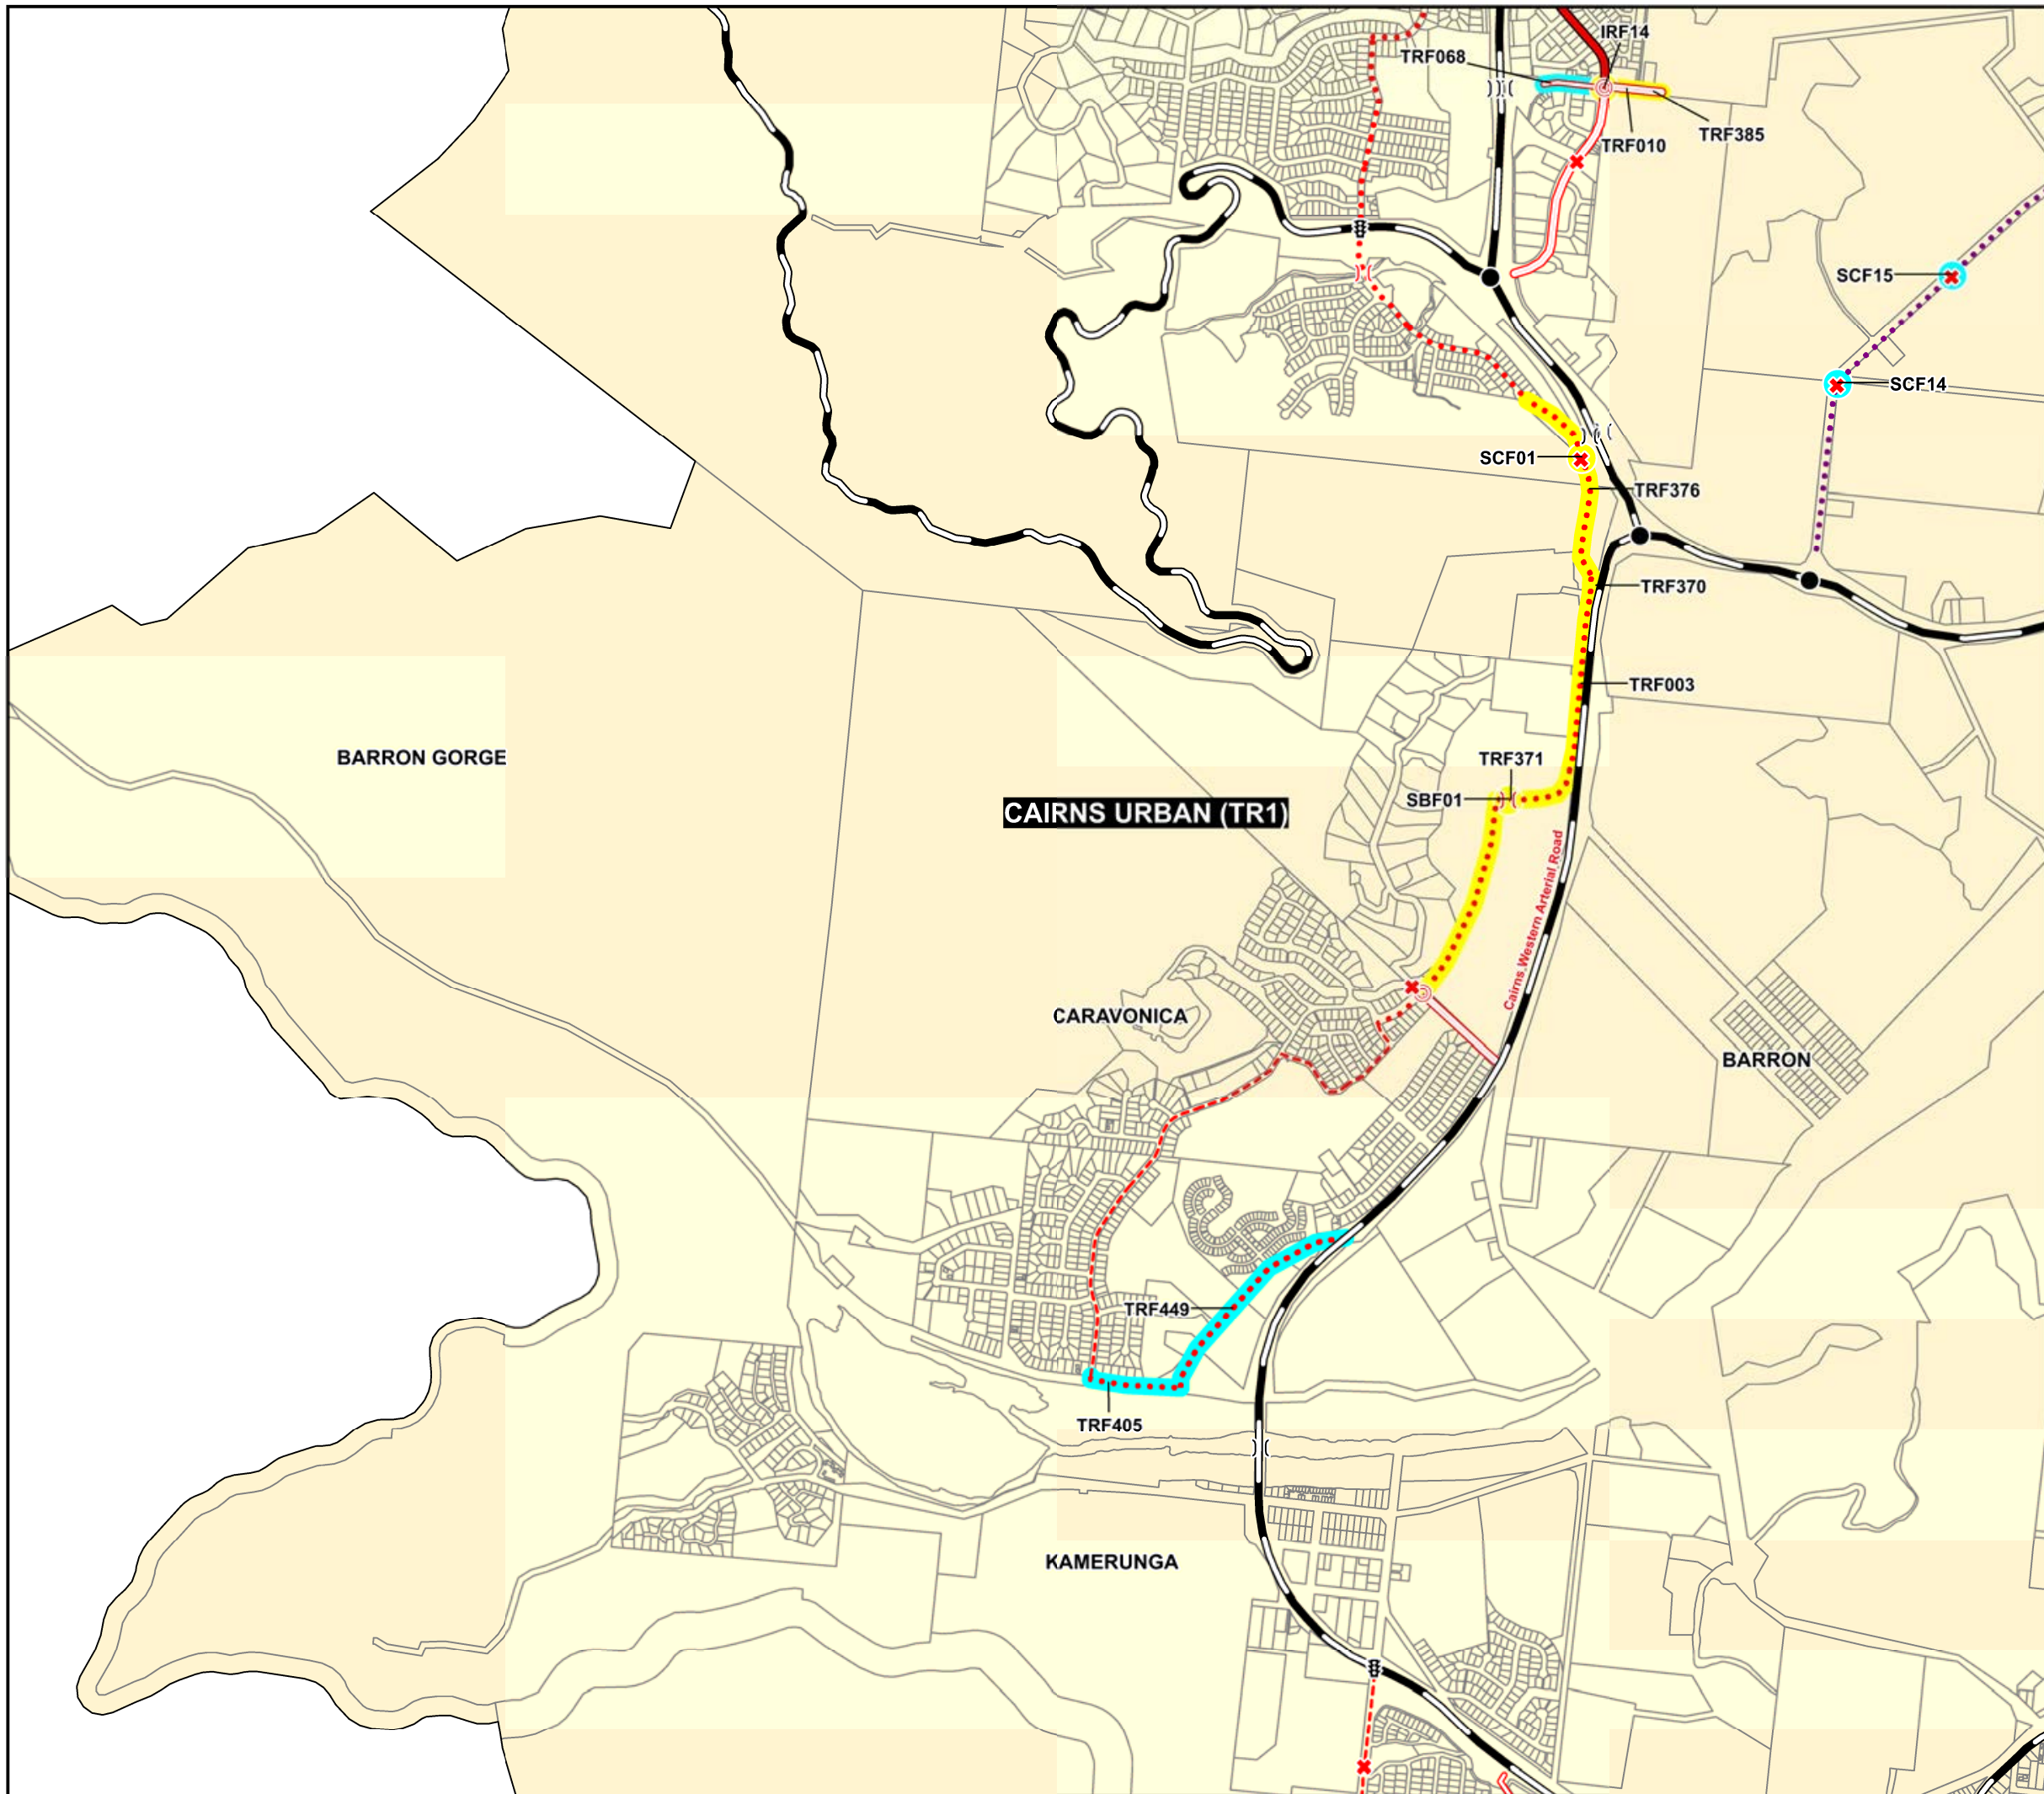 IRF14
TRF068
TRF385
TRF010
SCF15
SCF14
SCF01
TRF376
TRF370
TRF003
BARRON GORGE
TRF371
SBF01
CAIRNS URBAN (TR1)
Cairns Western Arterial Road
CARAVONICA
BARRON
TRF449
TRF405
KAMERUNGA